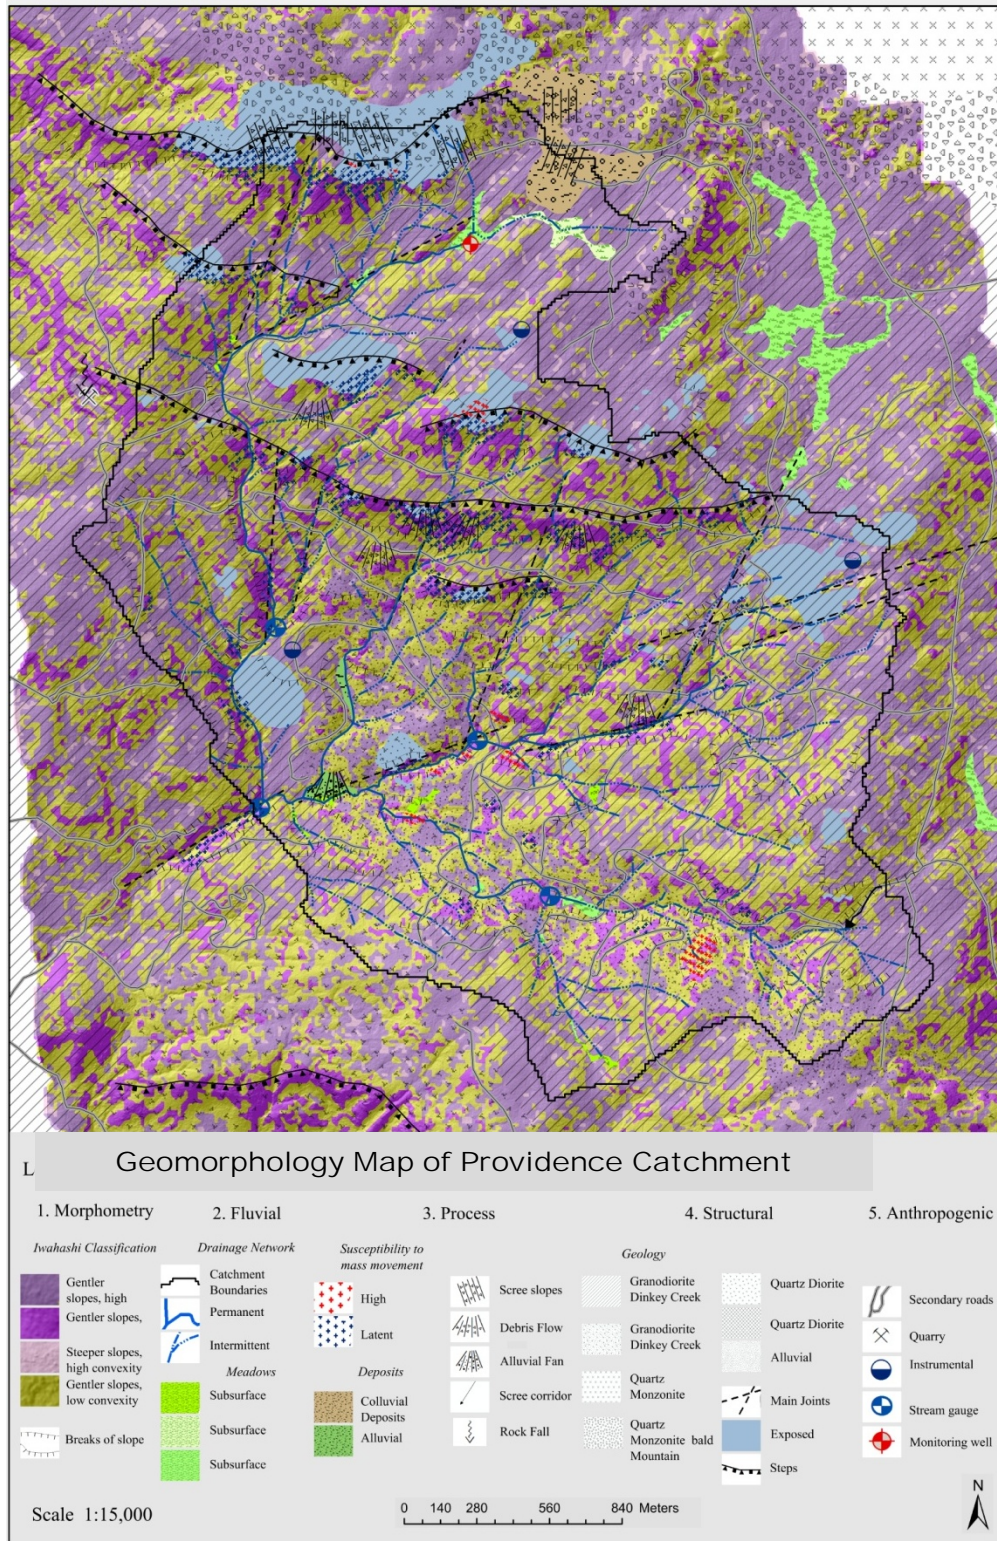 L
Geomorphology Map of Providence Catchment
1. Morphometry
2. Fluvial
3. Process
4. Structural
5. Anthropogenic
Iwahashi Classification
Gentler
slopes, high
Gentler slopes,
Steeper slopes,
high convexity
Gentler slopes,
low convexity
Breaks of slope
Drainage Network
Catchment
Boundaries
Permanent
Intermittent
Meadows
Subsurface
Subsurface
Subsurface
Susceptibility to
mass movement
High
Latent
Deposits
Colluvial
Deposits
Alluvial
Scree slopes
Debris Flow
Alluvial Fan
Scree corridor
Rock Fall
Geology
Granodiorite
Dinkey Creek
Granodiorite
Dinkey Creek
Quartz
Monzonite
Quartz
Monzonite bald
Mountain
Quartz Diorite
Quartz Diorite
Alluvial
Main Joints
Exposed
Steps
Secondary roads
Quarry
Instrumental
Stream gauge
Monitoring well
Scale 1:15,000
0 140 280 560 840 Meters
N